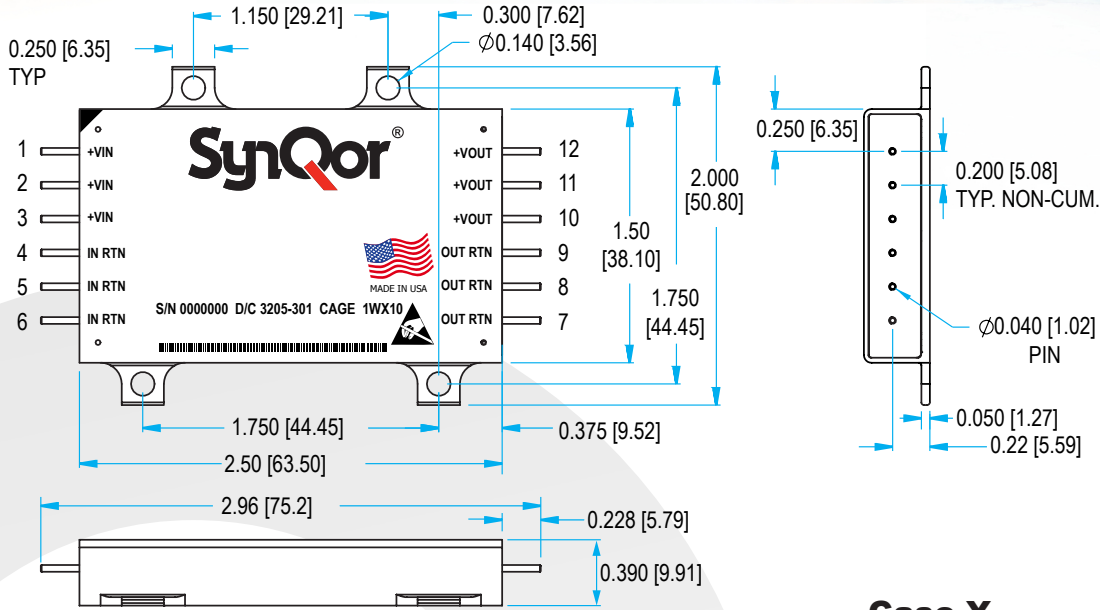 1.150 [29.21]
0.300 [7.62]
0.250 [6.35]
TYP
Ø0.140 [3.56]
SynQor®
1 +VIN +VOUT 12
2 +VIN +VOUT 11
3 +VIN +VOUT 10
4 IN RTN OUT RTN 9
5 IN RTN OUT RTN 8
6 IN RTN OUT RTN 7
MADE IN USA
S/N 0000000 D/C 3205-301 CAGE 1WX10
2.000
[50.80]
1.50
[38.10]
1.750
[44.45]
1.750 [44.45]
0.375 [9.52]
2.50 [63.50]
0.250 [6.35]
0.200 [5.08]
TYP. NON-CUM.
Ø0.040 [1.02]
PIN
0.050 [1.27]
0.22 [5.59]
2.96 [75.2]
0.228 [5.79]
0.390 [9.91]